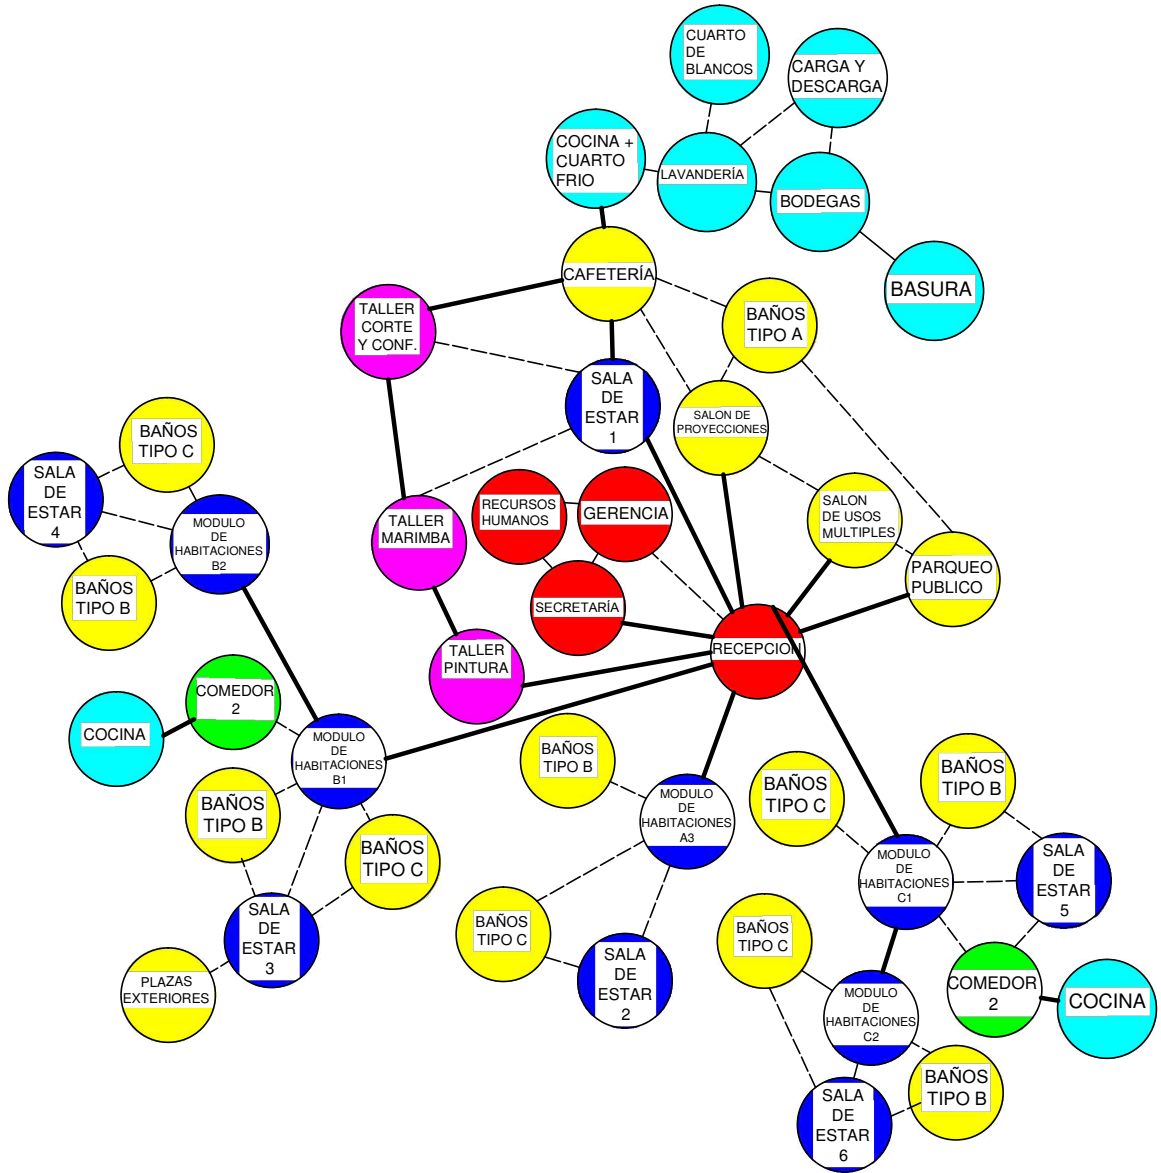 CUARTO
DE
BLANCOS
CARGA Y
DESCARGA
COCINA +
CUARTO
FRIO
LAVANDERÍA
BODEGAS
BASURA
CAFETERÍA
TALLER
CORTE
Y CONF.
BAÑOS
TIPO A
SALA
DE
ESTAR
1
SALON DE
PROYECCIONES
BAÑOS
TIPO C
SALA
DE
ESTAR
4
MODULO
DE
HABITACIONES
B2
BAÑOS
TIPO B
RECURSOS
HUMANOS
GERENCIA
SALON
DE USOS
MULTIPLES
TALLER
MARIMBA
PARQUEO
PUBLICO
SECRETARÍA
RECEPCION
TALLER
PINTURA
COMEDOR
2
COCINA
MODULO
DE
HABITACIONES
B1
BAÑOS
TIPO B
BAÑOS
TIPO C
SALA
DE
ESTAR
3
PLAZAS
EXTERIORES
BAÑOS
TIPO B
MODULO
DE
HABITACIONES
A3
BAÑOS
TIPO C
SALA
DE
ESTAR
2
BAÑOS
TIPO C
BAÑOS
TIPO B
MODULO
DE
HABITACIONES
C1
SALA
DE
ESTAR
5
BAÑOS
TIPO C
COMEDOR
2
COCINA
MODULO
DE
HABITACIONES
C2
BAÑOS
TIPO B
SALA
DE
ESTAR
6